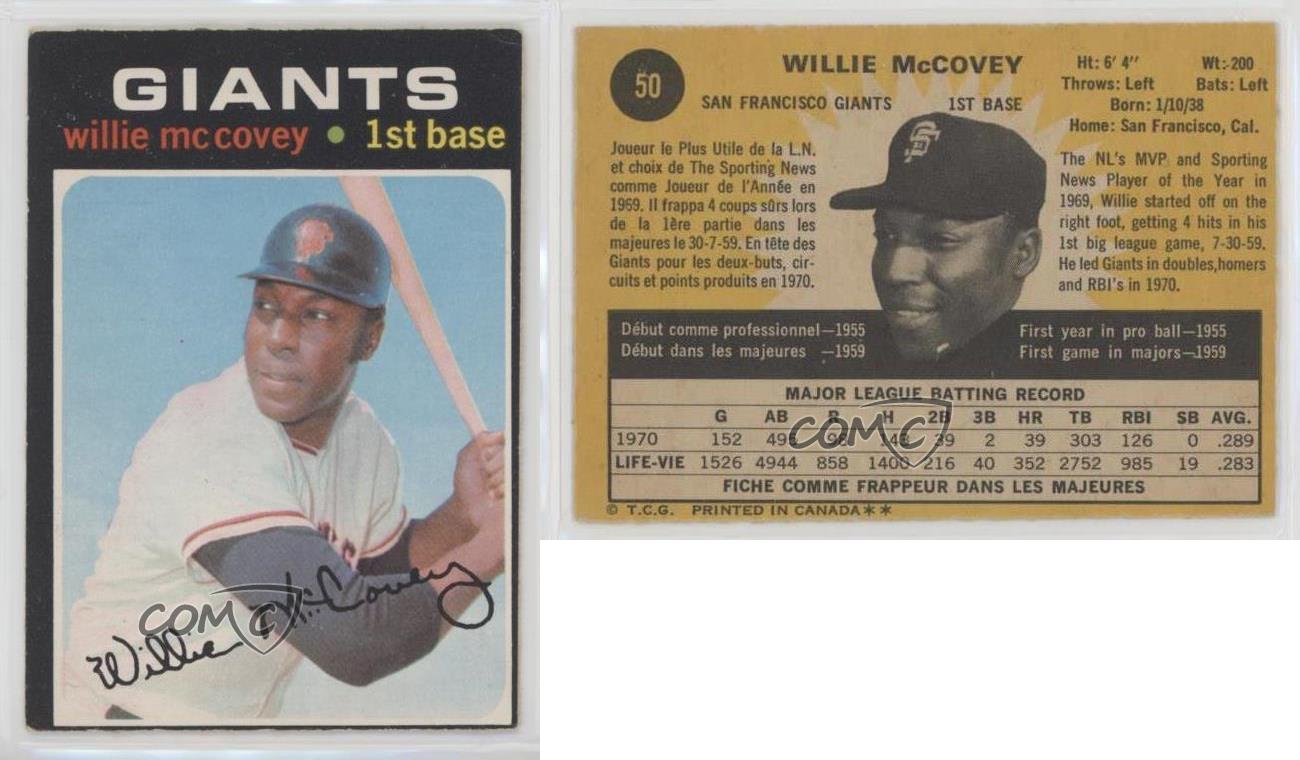 GIANTS
willie mc covey • 1st base
Willie McCovey
COMC
50
WILLIE McCOVEY
SAN FRANCISCO GIANTS 1ST BASE
Ht: 6' 4" Wt: 200
Throws: Left Bats: Left
Born: 1/10/38
Home: San Francisco, Cal.
Joueur le Plus Utile de la L.N.
et choix de The Sporting News
comme Joueur de l'Année en
1969. Il frappa 4 coups sûrs lors
de la 1ère partie dans les
majeures le 30-7-59. En tête des
Giants pour les deux-buts, cir-
cuits et points produits en 1970.
SF
The NL's MVP and Sporting
News Player of the Year in
1969, Willie started off on the
right foot, getting 4 hits in his
1st big league game, 7-30-59.
He led Giants in doubles,homers
and RBI's in 1970.
Début comme professionnel—1955
Début dans les majeures —1959
First year in pro ball—1955
First game in majors—1959
MAJOR LEAGUE BATTING RECORD
G AB R H 2B 3B HR TB RBI SB AVG.
1970 152 495 98 143 39 2 39 303 126 0 .289
LIFE-VIE 1526 4944 858 1400 216 40 352 2752 985 19 .283
COMC
FICHE COMME FRAPPEUR DANS LES MAJEURES
© T.C.G. PRINTED IN CANADA**